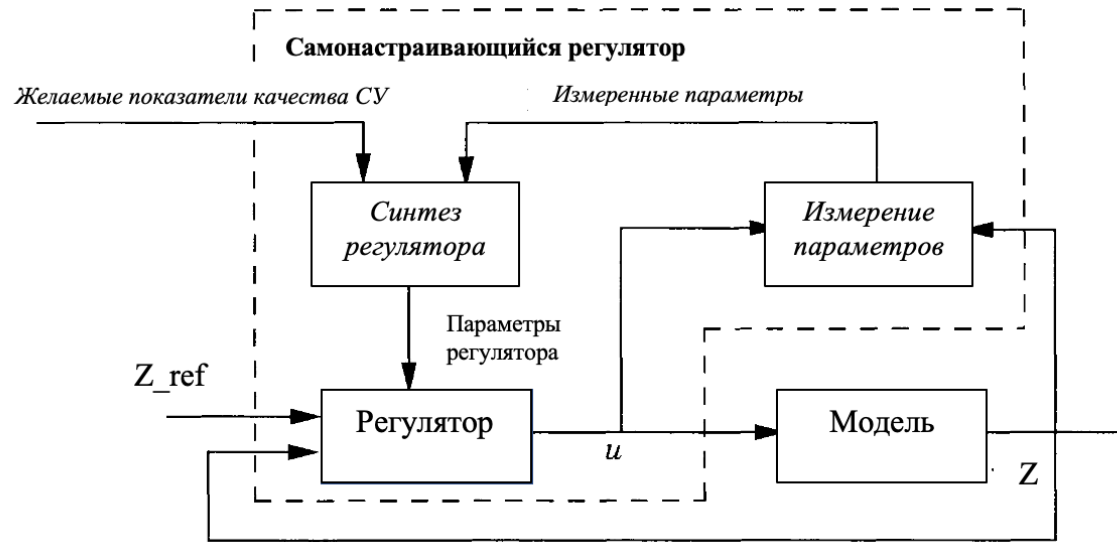 Самонастраивающийся регулятор
Желаемые показатели качества СУ
Измеренные параметры
Синтез
регулятора
Измерение
параметров
Параметры
регулятора
Z_ref
Регулятор
u
Модель
Z